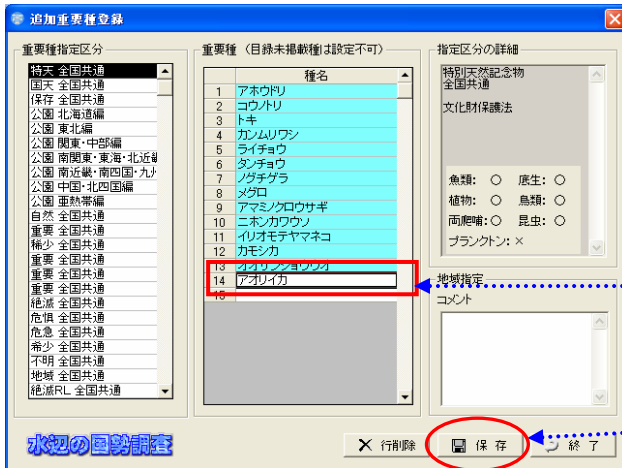 追加重要種登録
重要種指定区分
特天 全国共通
国天 全国共通
保存 全国共通
公園 北海道編
公園 東北編
公園 関東・中部編
公園 南関東・東海・北近畿
公園 南近畿・南四国・九州
公園 中国・北四国編
公園 亜熱帯編
自然 全国共通
重要 全国共通
稀少 全国共通
重要 全国共通
重要 全国共通
重要 全国共通
絶滅 全国共通
危惧 全国共通
危急 全国共通
希少 全国共通
不明 全国共通
地域 全国共通
絶滅RL 全国共通
重要種（目録未掲載種は設定不可）
種名
1 アホウドリ
2 コウノトリ
3 トキ
4 カンムリワシ
5 ライチョウ
6 タンチョウ
7 ノグチゲラ
8 メグロ
9 アマミノクロウサギ
10 ニホンカワウソ
11 イリオモテヤマネコ
12 カモシカ
13 オオサンショウウオ
14 アオリイカ
15
指定区分の詳細
特別天然記念物
全国共通
文化財保護法
魚類： ○ 底生： ○
植物： ○ 鳥類： ○
両爬哺：○ 昆虫： ○
プランクトン：×
地域指定
コメント
水辺の国勢調査
行削除
保 存
終 了